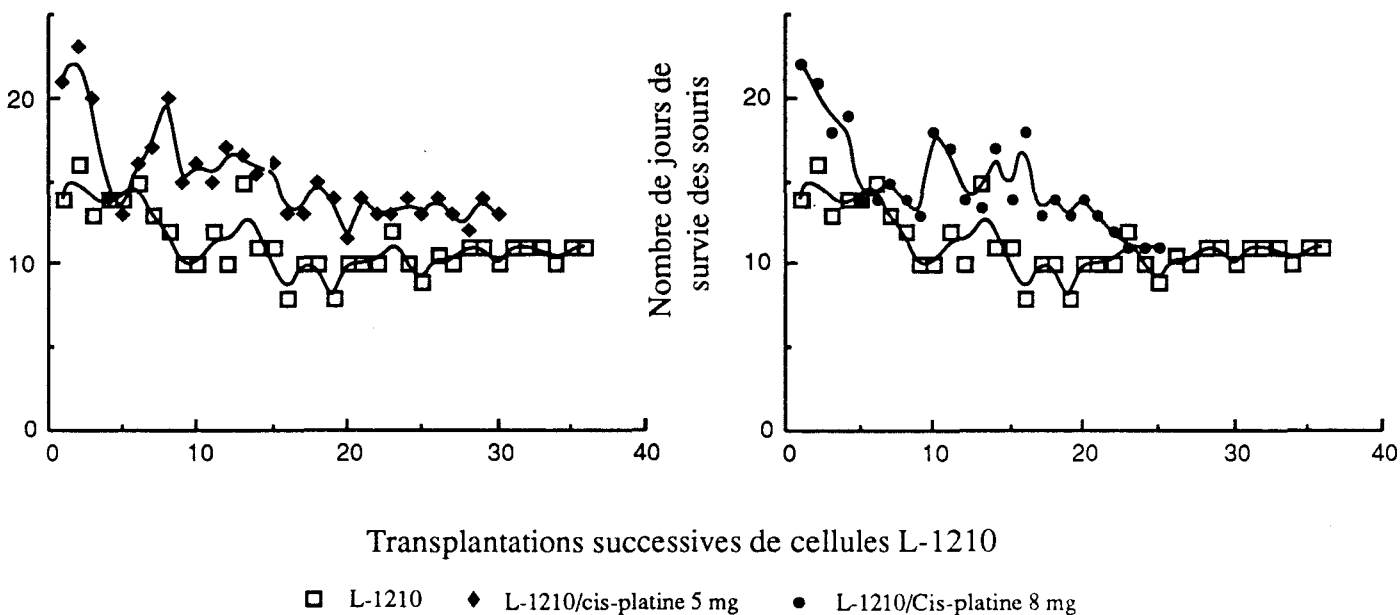 20
10
0
0
10
20
30
40
Nombre de jours de
survie des souris
20
10
0
0
10
20
30
40
Transplantations successives de cellules L-1210
L-1210
L-1210/cis-platine 5 mg
L-1210/Cis-platine 8 mg